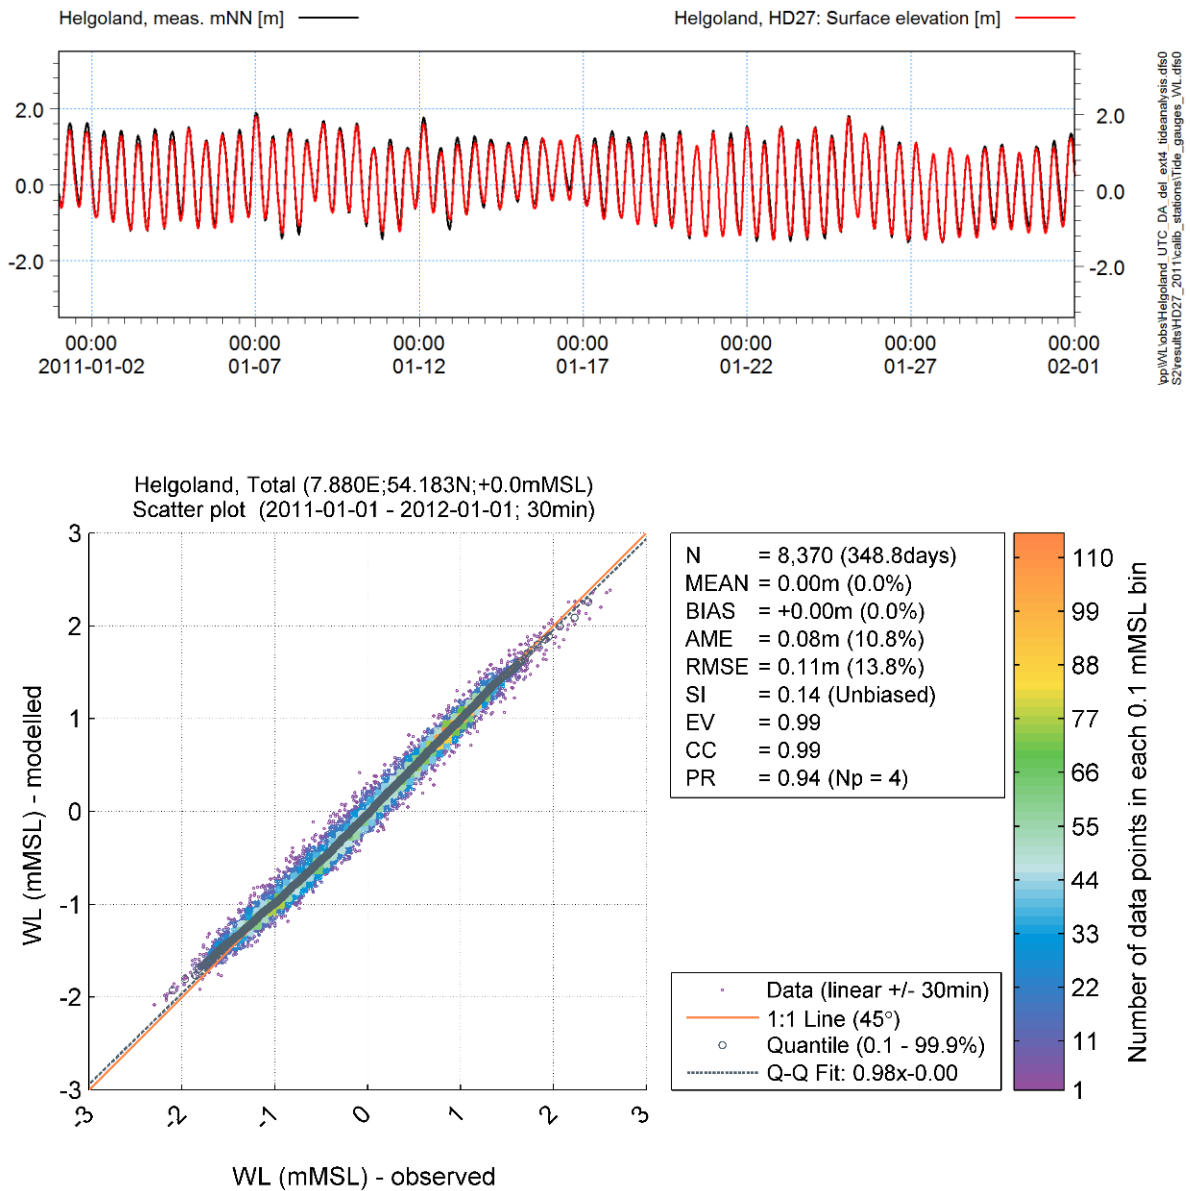 Helgoland, meas. mNN [m]
Helgoland, HD27: Surface elevation [m]
2.0
0.0
-2.0
2.0
0.0
-2.0
00:00 00:00 00:00 00:00 00:00 00:00 00:00
2011-01-02 01-07 01-12 01-17 01-22 01-27 02-01
Helgoland, Total (7.880E;54.183N;+0.0mMSL)
Scatter plot (2011-01-01 - 2012-01-01; 30min)
3
2
1
0
-1
-2
-3
WL (mMSL) - modelled
-3 -2 -1 0 1 2 3
WL (mMSL) - observed
N = 8,370 (348.8days)
MEAN = 0.00m (0.0%)
BIAS = +0.00m (0.0%)
AME = 0.08m (10.8%)
RMSE = 0.11m (13.8%)
SI = 0.14 (Unbiased)
EV = 0.99
CC = 0.99
PR = 0.94 (Np = 4)
Data (linear +/- 30min)
1:1 Line (45°)
Quantile (0.1 - 99.9%)
Q-Q Fit: 0.98x-0.00
110
99
88
77
66
55
44
33
22
11
1
Number of data points in each 0.1 mMSL bin